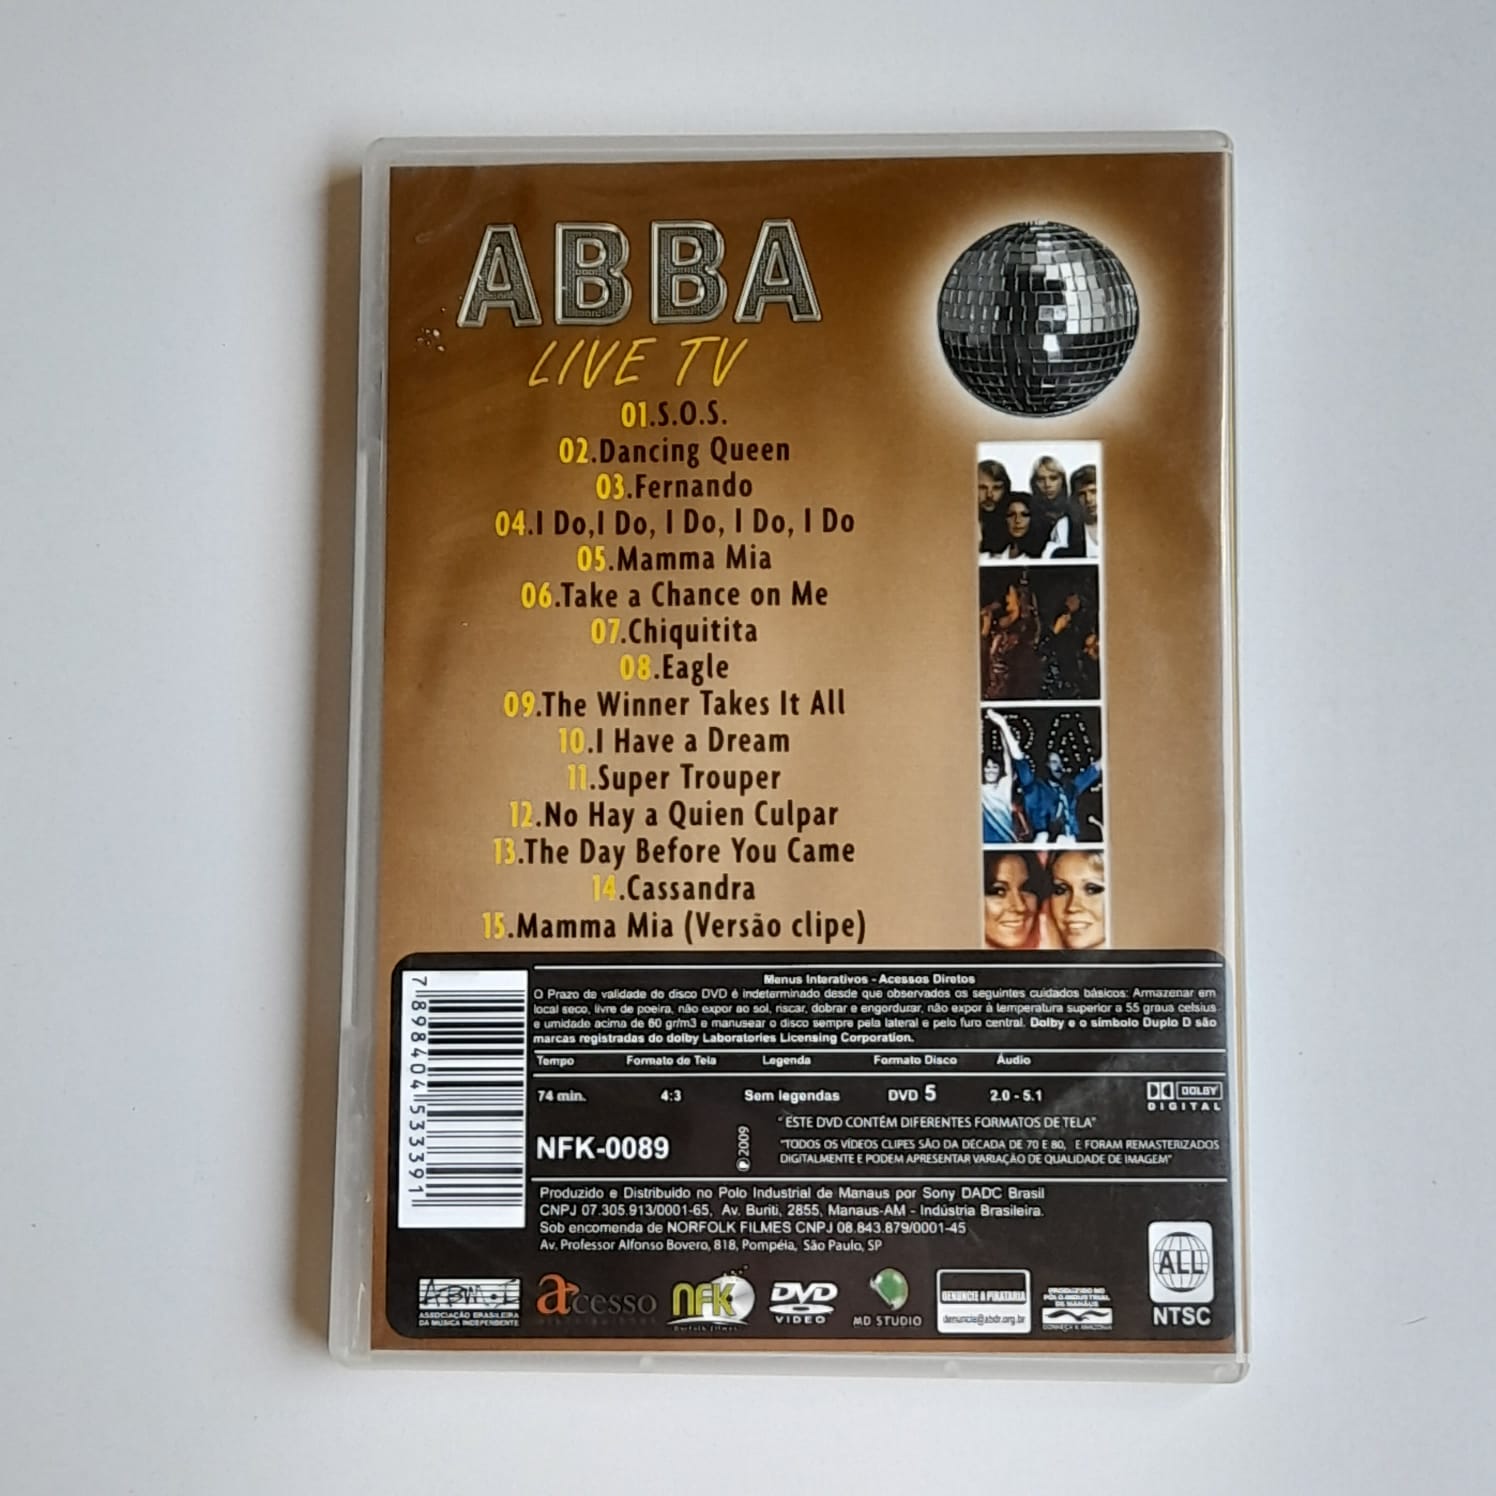 ABBA
LIVE TV
01.S.O.S.
02.Dancing Queen
03.Fernando
04.I Do,I Do, I Do, I Do, I Do
05.Mamma Mia
06.Take a Chance on Me
07.Chiquitita
08.Eagle
09.The Winner Takes It All
10.I Have a Dream
11.Super Trouper
12.No Hay a Quien Culpar
13.The Day Before You Came
14.Cassandra
15.Mamma Mia (Versão clipe)
7 898404 533391
Menus Interativos - Acessos Diretos
O Prazo de validade do disco DVD é indeterminado desde que observados os seguintes cuidados básicos: Armazenar em
local seco, livre de poeira, não expor ao sol, riscar, dobrar e engordurar, não expor à temperatura superior a 55 graus celsius
e umidade acima de 60 gr/m3 e manusear o disco sempre pela lateral e pelo furo central. Dolby e o símbolo Duplo D são
marcas registradas do dolby Laboratories Licensing Corporation.
Tempo Formato de Tela Legenda Formato Disco Áudio
74 min. 4:3 Sem legendas DVD 5 2.0 - 5.1
DOLBY
DIGITAL
NFK-0089
℗ 2009
"ESTE DVD CONTÉM DIFERENTES FORMATOS DE TELA"
"TODOS OS VÍDEOS CLIPES SÃO DA DÉCADA DE 70 E 80, E FORAM REMASTERIZADOS
DIGITALMENTE E PODEM APRESENTAR VARIAÇÃO DE QUALIDADE DE IMAGEM"
Produzido e Distribuído no Polo Industrial de Manaus por Sony DADC Brasil
CNPJ 07.305.913/0001-65, Av. Buriti, 2855, Manaus-AM - Indústria Brasileira.
Sob encomenda de NORFOLK FILMES CNPJ 08.843.879/0001-45
Av. Professor Alfonso Bovero, 818, Pompéia, São Paulo, SP
ABMI
ASSOCIAÇÃO BRASILEIRA
DA MÚSICA INDEPENDENTE
acesso
NFK
Norfolk Filmes
DVD
VIDEO
MD STUDIO
DENUNCIE A PIRATARIA
denuncie@abdr.org.br
PRODUZIDO NO
PÓLO INDUSTRIAL
DE MANAUS
CONHEÇA A AMAZÔNIA
ALL
NTSC